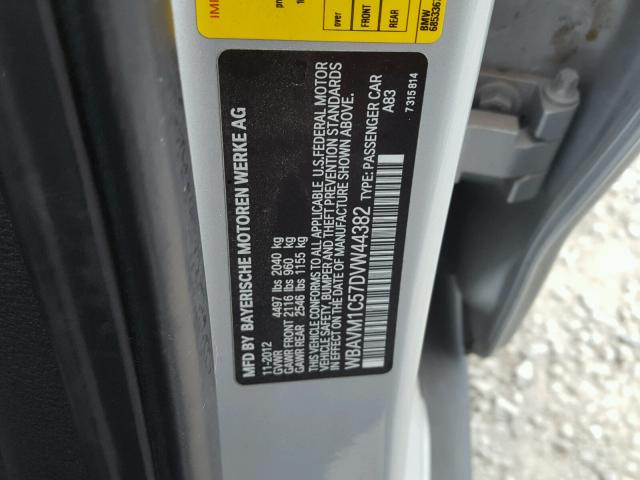 MFD BY BAYERISCHE MOTOREN WERKE AG
11-2012
GAWR 4497 lbs 2040 kg
GAWR FRONT 2116 lbs 960 kg
GAWR REAR 2546 lbs 1155 kg
THIS VEHICLE CONFORMS TO ALL APPLICABLE U.S. FEDERAL MOTOR
VEHICLE SAFETY, BUMPER AND THEFT PREVENTION STANDARDS
IN EFFECT ON THE DATE OF MANUFACTURE SHOWN ABOVE.
WBAVM1C57DVW44382 TYPE: PASSENGER CAR
A83
7 315 814
over
FRONT
REAR
BMW